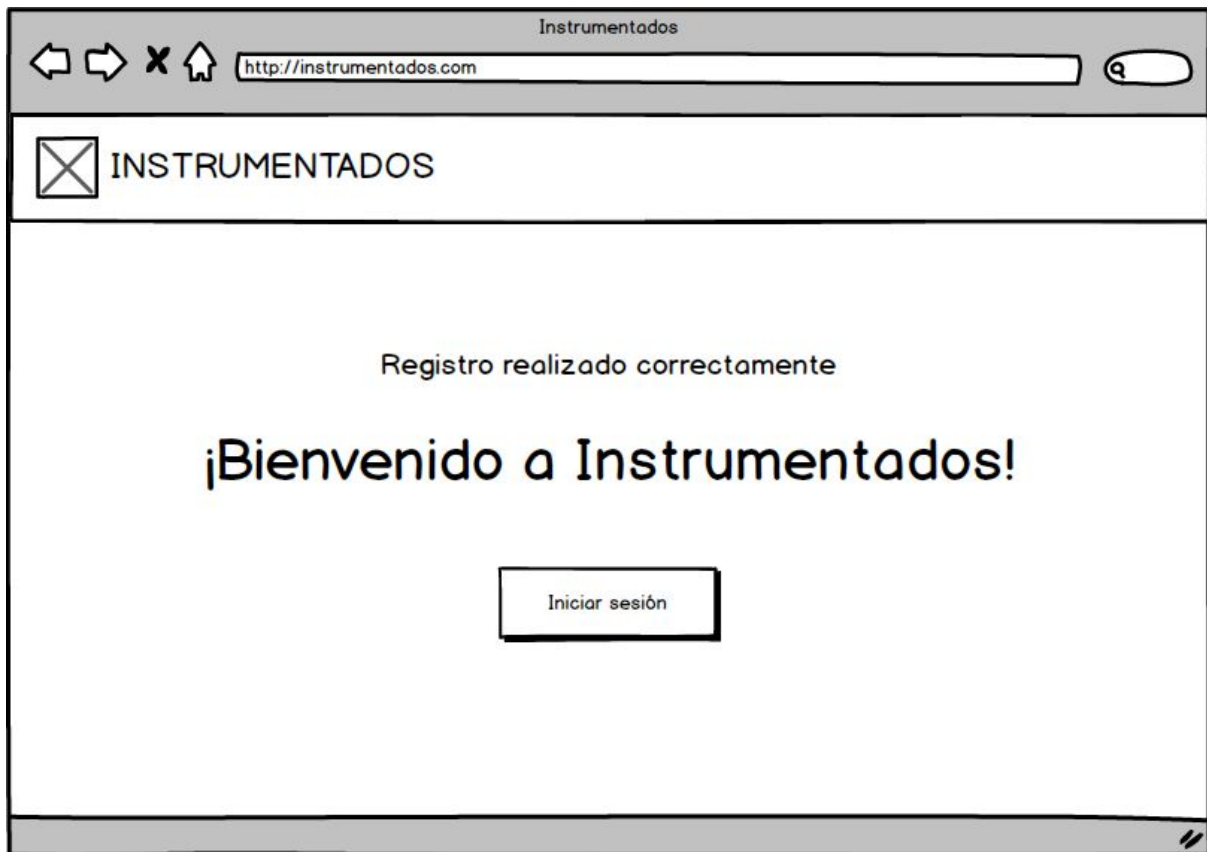 Instrumentados
http://instrumentados.com
INSTRUMENTADOS
Registro realizado correctamente
¡Bienvenido a Instrumentados!
Iniciar sesión